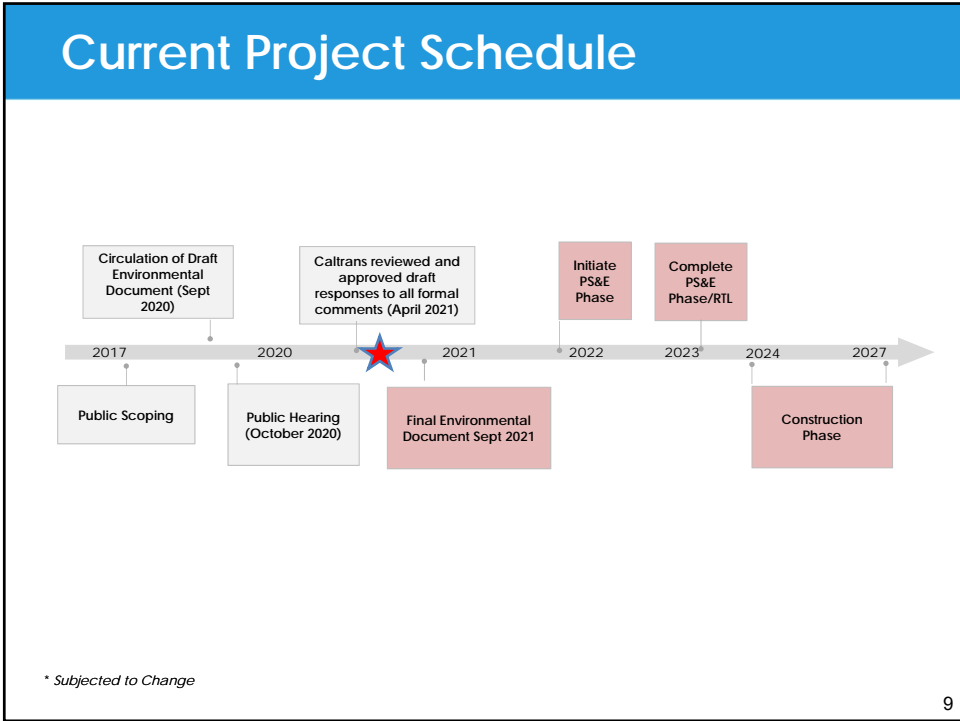 Current Project Schedule
Circulation of Draft
Environmental
Document (Sept
2020)
Caltrans reviewed and
approved draft
responses to all formal
comments (April 2021)
Initiate
PS&E
Phase
Complete
PS&E
Phase/RTL
2017
2020
2021
2022
2023
2024
2027
Public Scoping
Public Hearing
(October 2020)
Final Environmental
Document Sept 2021
Construction
Phase
* Subjected to Change
9